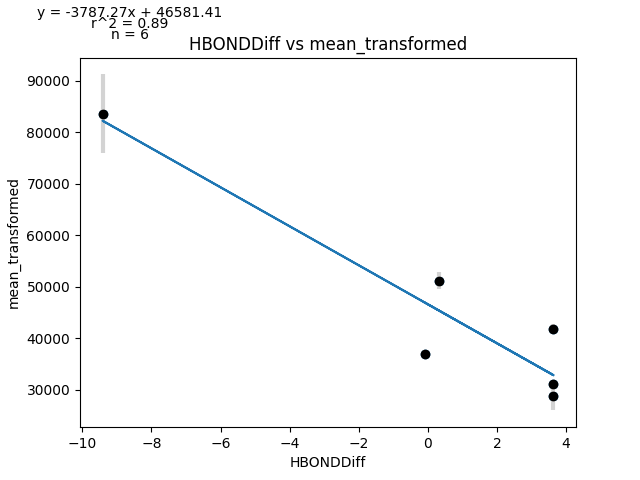 y = -3787.27x + 46581.41
r^2 = 0.89
n = 6
HBONDDiff vs mean_transformed
90000
80000
70000
60000
50000
40000
30000
mean_transformed
−10
−8
−6
−4
−2
0
2
4
HBONDDiff